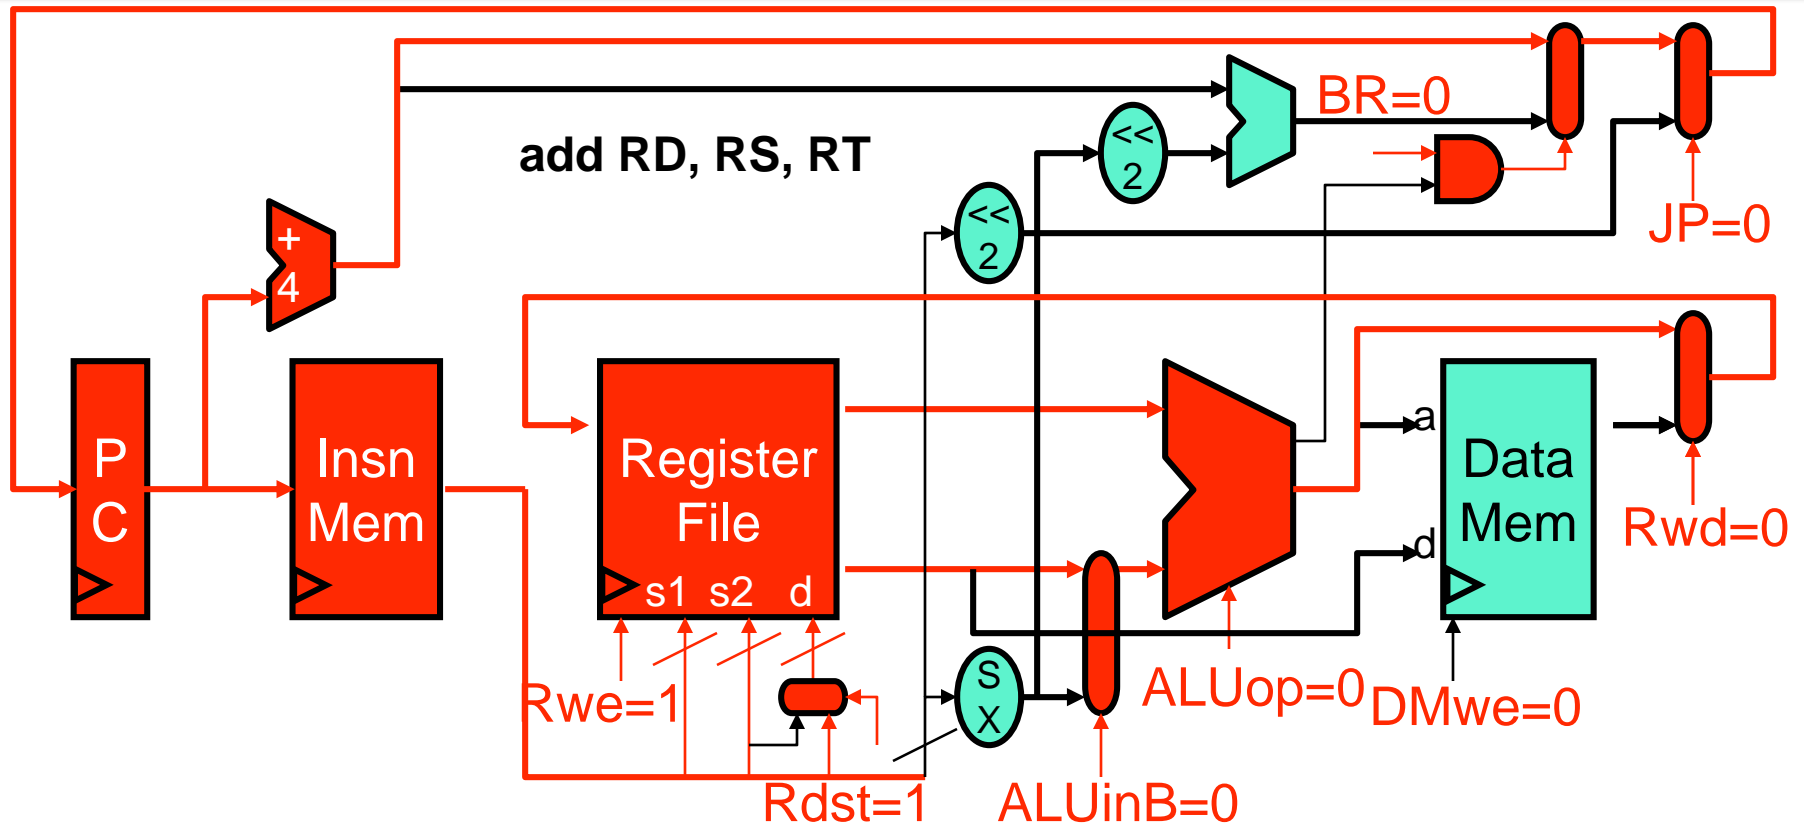 BR=0
<<
2
add RD, RS, RT
<<
2
JP=0
+
4
P
C
Insn
Mem
Register
File
s1 s2 d
a
d
Data
Mem
Rwd=0
S
X
Rwe=1
ALUop=0
DMwe=0
Rdst=1
ALUinB=0